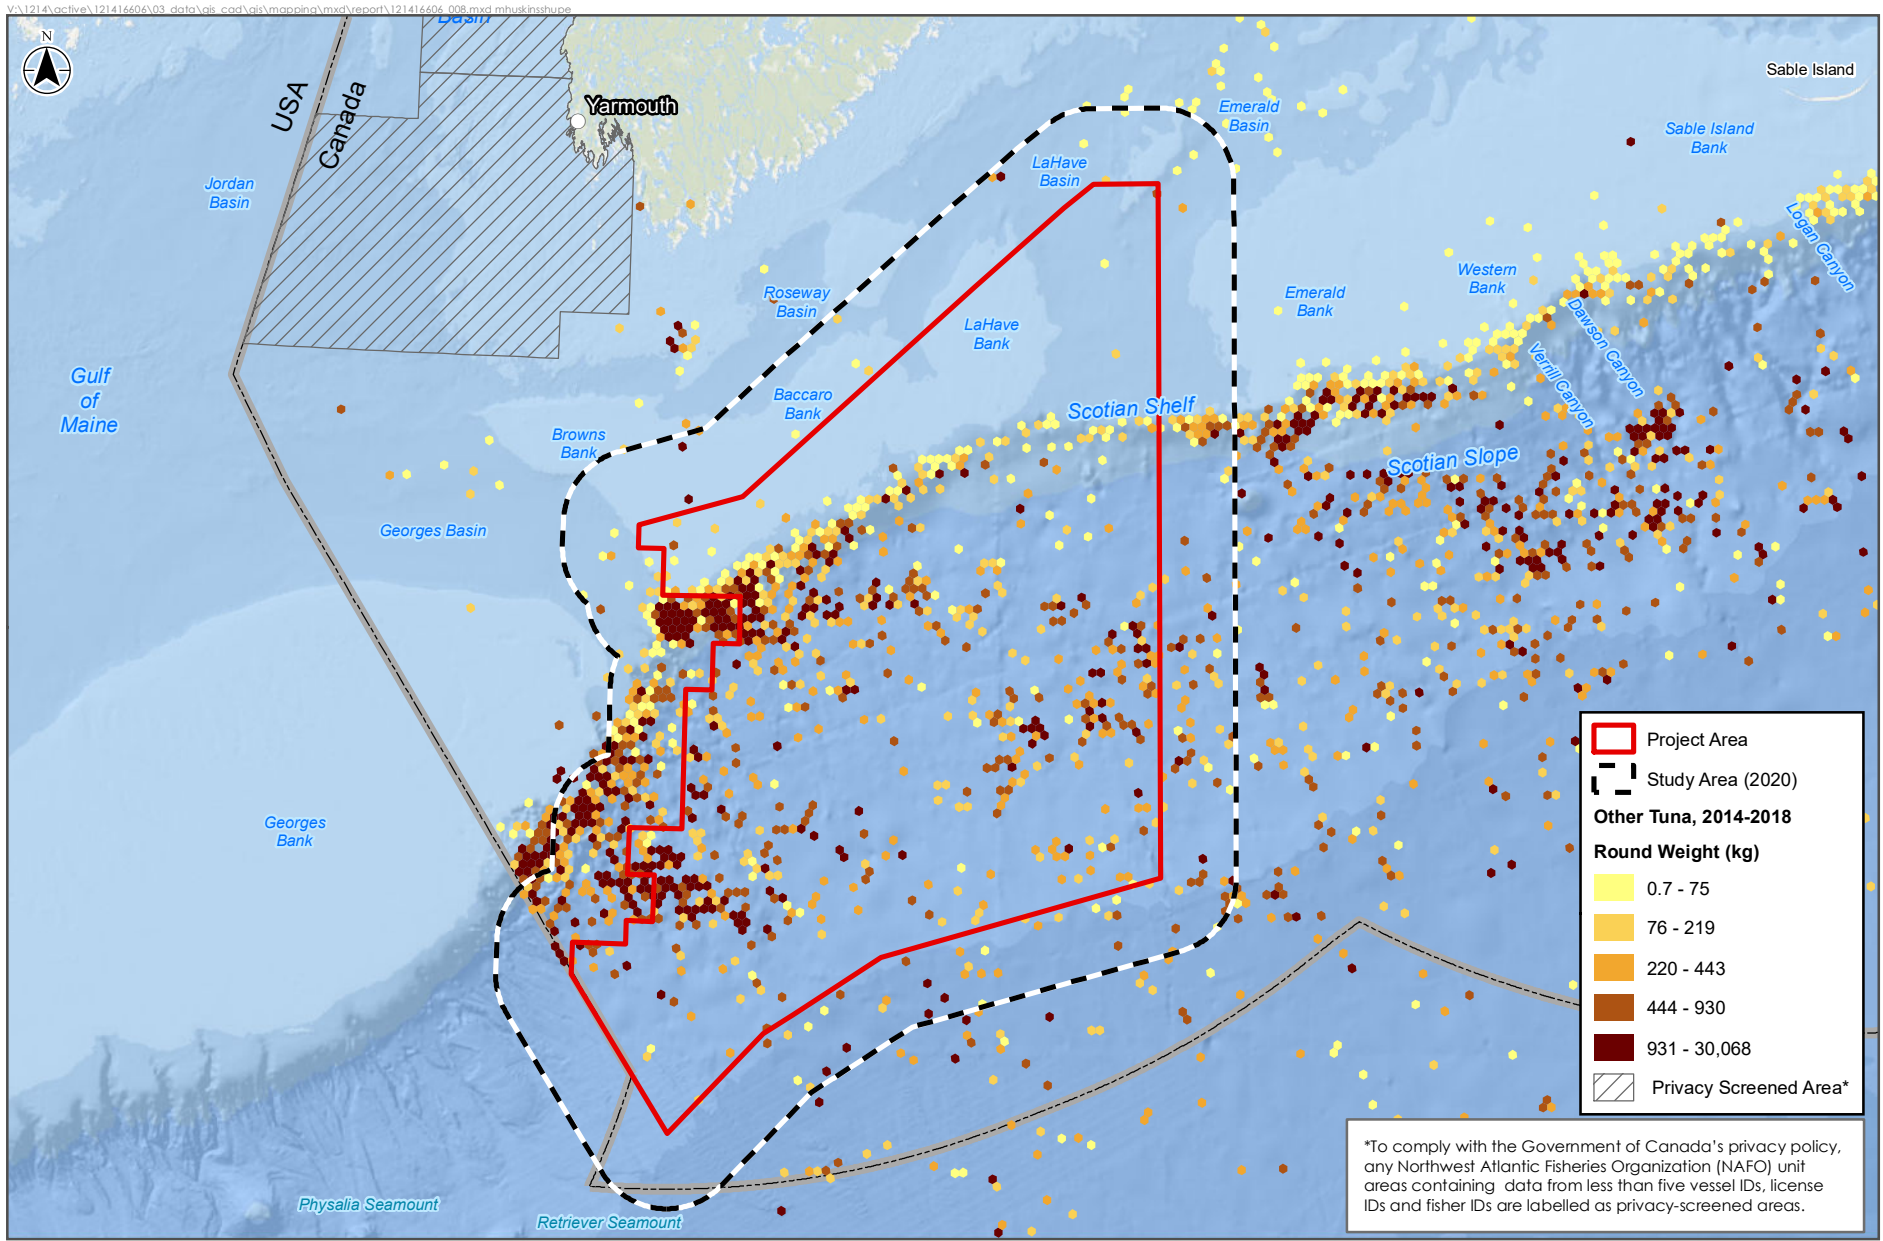 V:\1214\active\121416606\03_data\gis_cad\gis\mapping\mxd\report\121416606_008.mxd mhuskinsshupe
N
Basin
USA
Canada
Yarmouth
Sable Island
Emerald
Basin
Sable Island
Bank
LaHave
Basin
Jordan
Basin
Logan Canyon
Roseway
Basin
Emerald
Bank
Western
Bank
LaHave
Bank
Dawson Canyon
Verrill Canyon
Gulf
of
Maine
Baccaro
Bank
Scotian Shelf
Browns
Bank
Scotian Slope
Georges Basin
Georges
Bank
Physalia Seamount
Retriever Seamount
Project Area
Study Area (2020)
Other Tuna, 2014-2018
Round Weight (kg)
0.7 - 75
76 - 219
220 - 443
444 - 930
931 - 30,068
Privacy Screened Area*
*To comply with the Government of Canada's privacy policy,
any Northwest Atlantic Fisheries Organization (NAFO) unit
areas containing data from less than five vessel IDs, license
IDs and fisher IDs are labelled as privacy-screened areas.